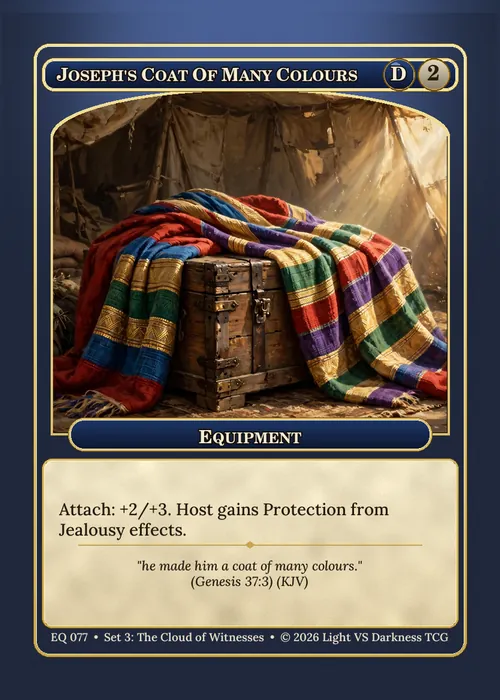 Joseph's Coat Of Many Colours D 2
Equipment
Attach: +2/+3. Host gains Protection from
Jealousy effects.
"he made him a coat of many colours."
(Genesis 37:3) (KJV)
EQ 077 • Set 3: The Cloud of Witnesses • © 2026 Light VS Darkness TCG